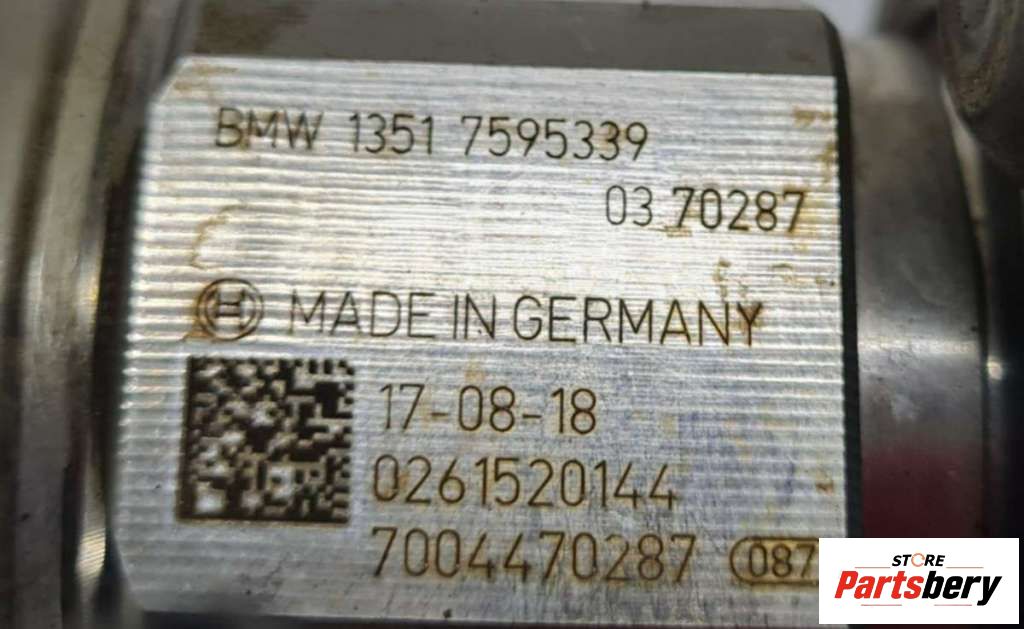 BMW 1351 7595339
03 70287
H MADE IN GERMANY
17-08-18
0261520144
7004470287 087
STORE
Partsbery